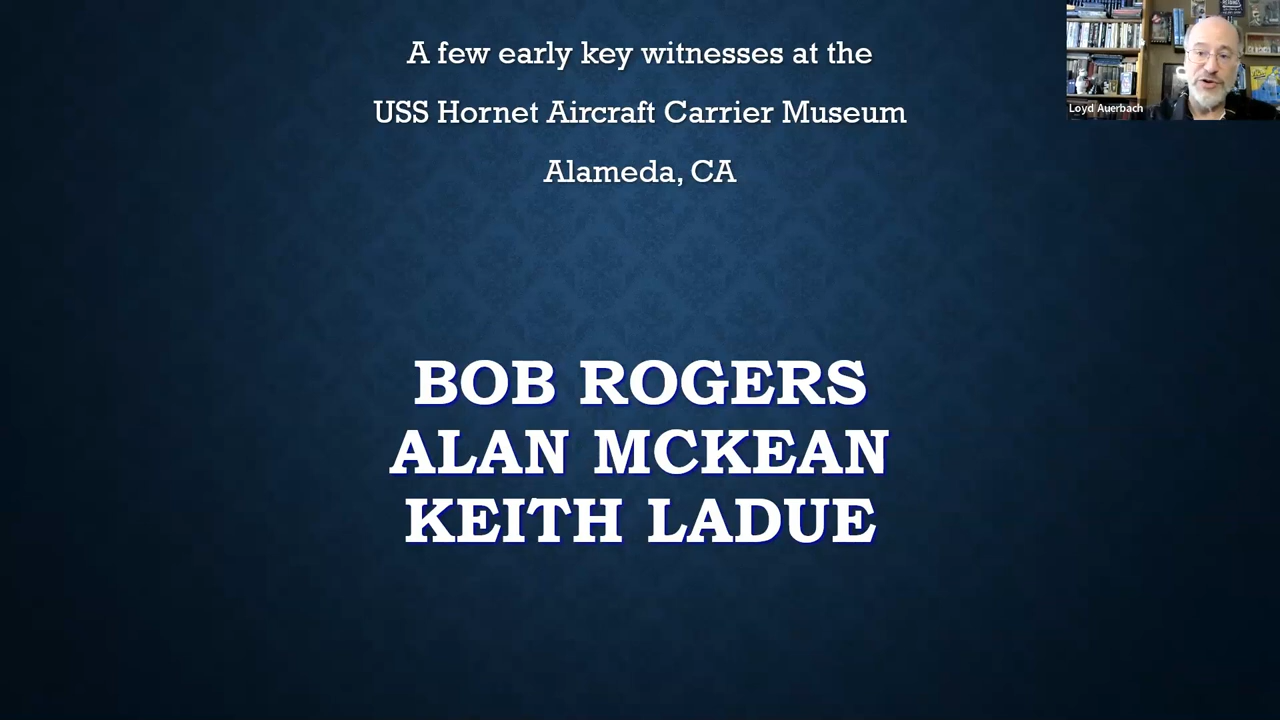 A few early key witnesses at the
USS Hornet Aircraft Carrier Museum
Alameda, CA
Loyd Auerbach
BOB ROGERS
ALAN MCKEAN
KEITH LADUE